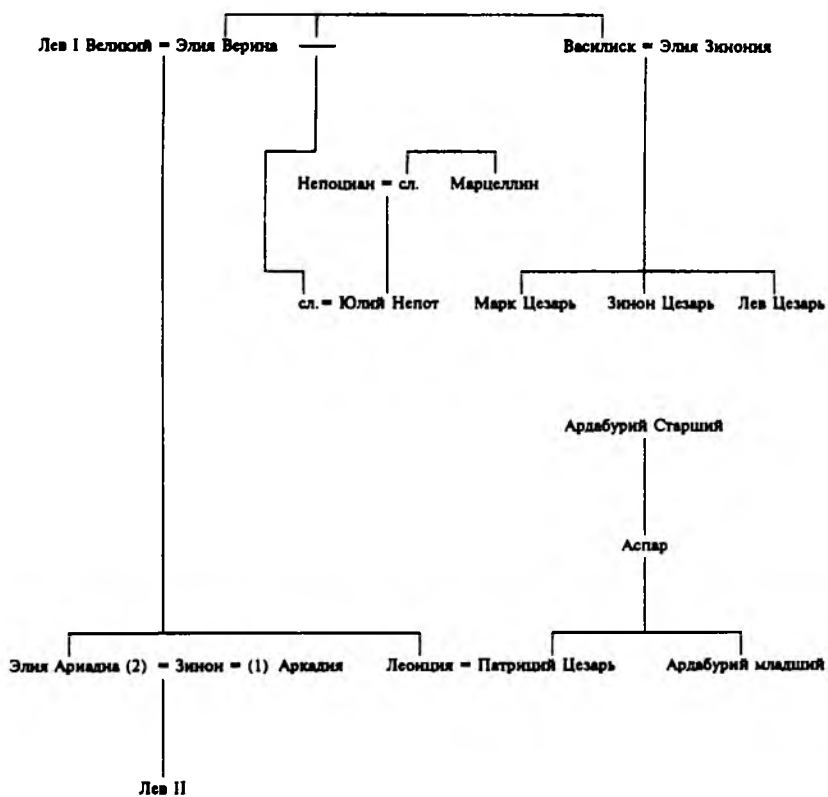 Лев I Великий = Элия Верина — Василиск = Элия Зинония
Непоциан = сл. Марцеллин
сл. = Юлий Непот Марк Цезарь Зинон Цезарь Лев Цезарь
Ардабурий Старший
Аспар
Элия Ариадна (2) = Зинон = (1) Аркадия Леонция = Патриций Цезарь Ардабурий младший
Лев II